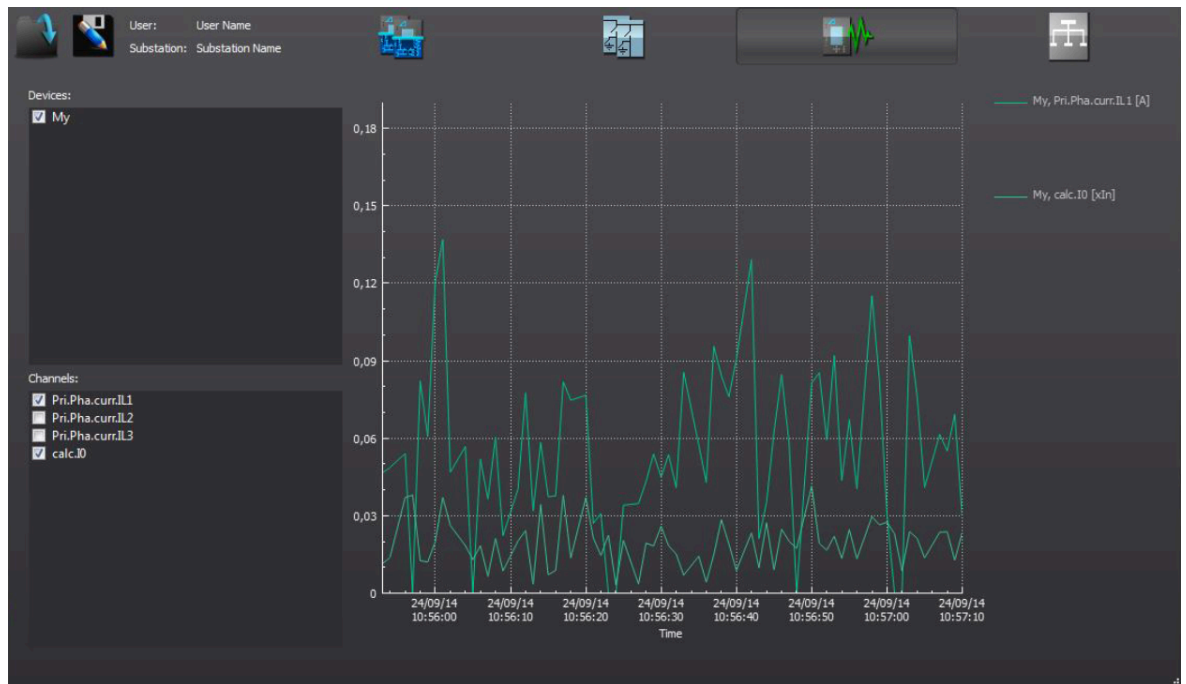 User: User Name
Substation: Substation Name
Devices:
My
Channels:
Pri.Pha.curr.IL1
Pri.Pha.curr.IL2
Pri.Pha.curr.IL3
calc.I0
0,18
0,15
0,12
0,09
0,06
0,03
0
24/09/14 24/09/14 24/09/14 24/09/14 24/09/14 24/09/14 24/09/14 24/09/14
10:56:00 10:56:10 10:56:20 10:56:30 10:56:40 10:56:50 10:57:00 10:57:10
Time
My, Pri.Pha.curr.IL1 [A]
My, calc.I0 [xIn]